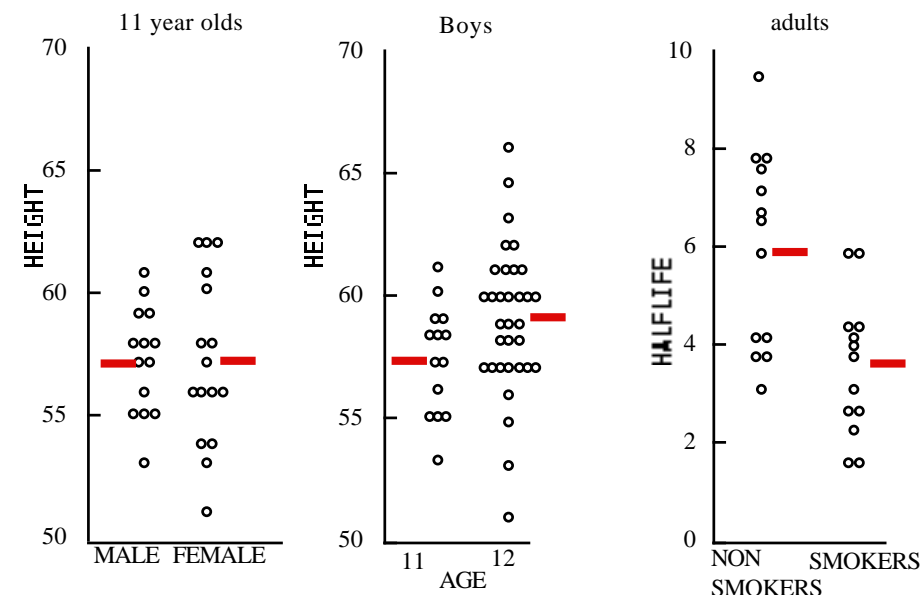 11 year olds
70
65
60
55
50
HEIGHT
MALE FEMALE
Boys
70
65
60
55
50
HEIGHT
11 12
AGE
adults
10
8
6
4
2
0
HALFLIFE
NON SMOKERS
SMOKERS